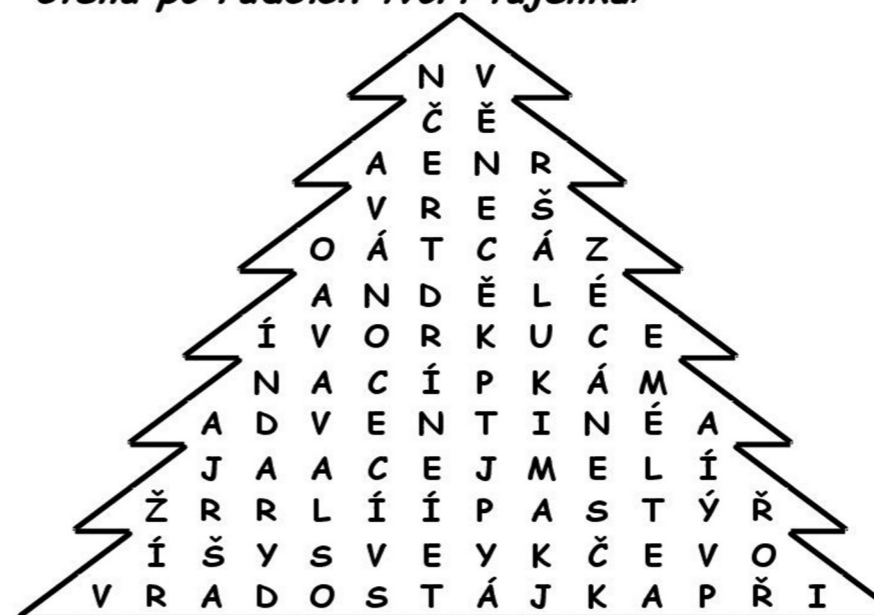 N V
Č Ě
A E N R
V R E Š
O Á T C Á Z
A N D Ě L É
Í V O R K U C E
N A C Í P K Á M
A D V E N T I N É A
J A A C E J M E L Í
Ž R R L Í Í P A S T Ý Ř
Í Š Y S V E Y K Č E V O
V R A D O S T Á J K A P Ř I